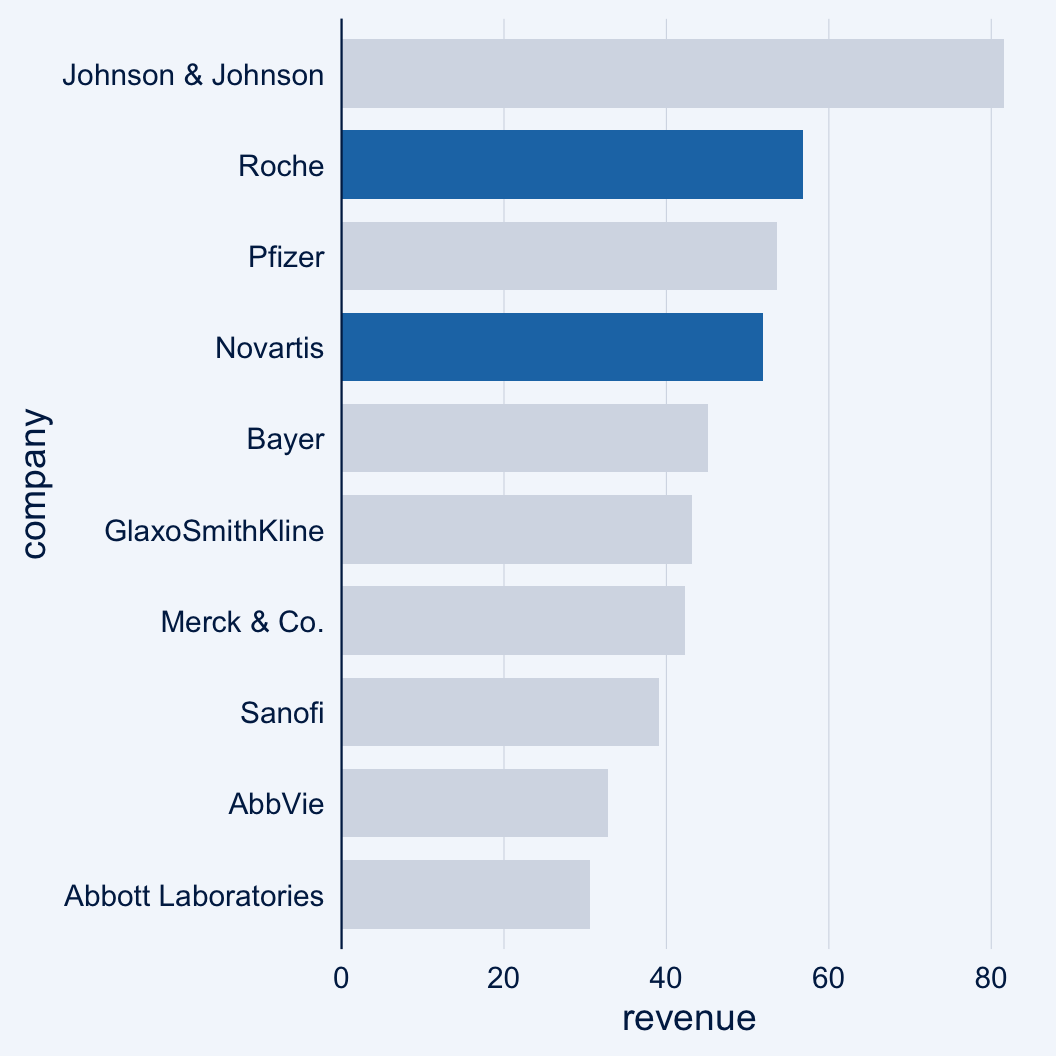 Johnson & Johnson
Roche
Pfizer
Novartis
Bayer
GlaxoSmithKline
Merck & Co.
Sanofi
AbbVie
Abbott Laboratories
company
0 20 40 60 80
revenue